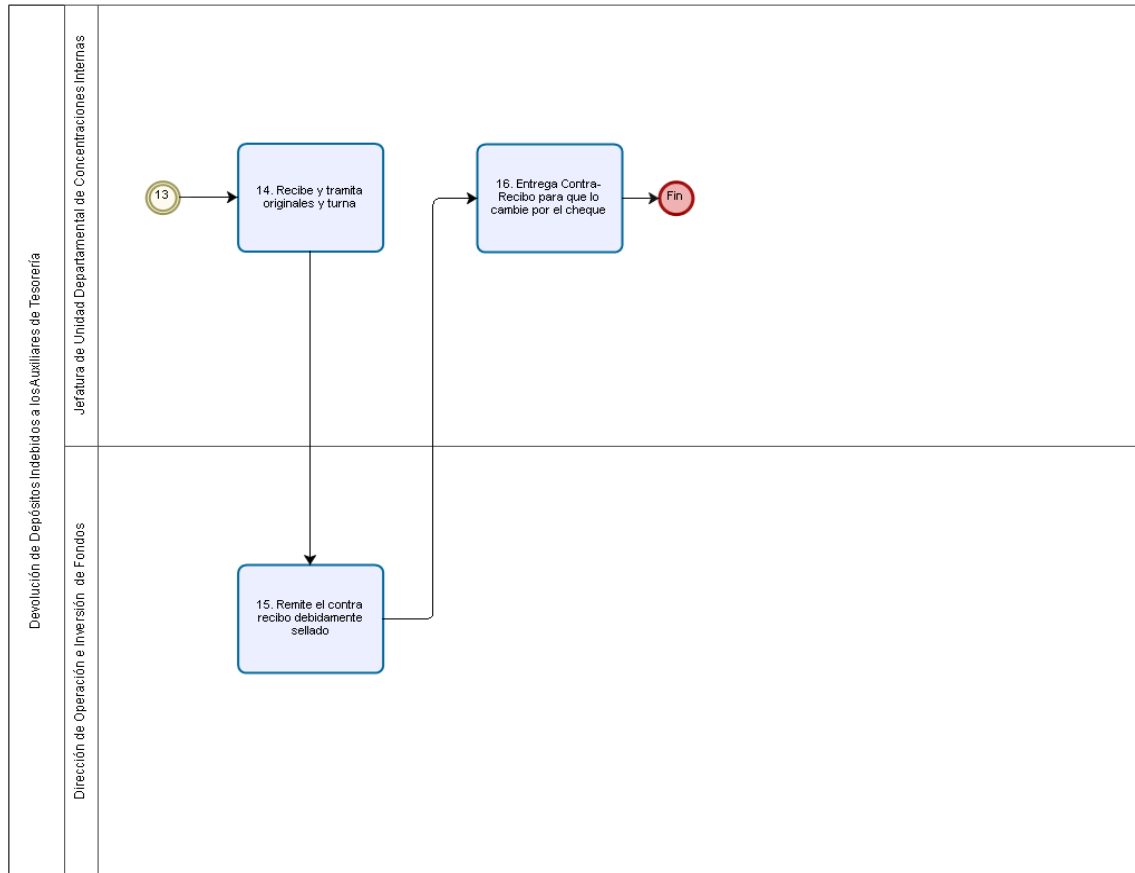 Devolución de Depósitos Indebidos a los Auxiliares de Tesorería
Jefatura de Unidad Departamental de Concentraciones Internas
13
14. Recibe y tramita
originales y turna
16. Entrega Contra-
Recibo para que lo
cambie por el cheque
Fin
Dirección de Operación e Inversión de Fondos
15. Remite el contra
recibo debidamente
sellado